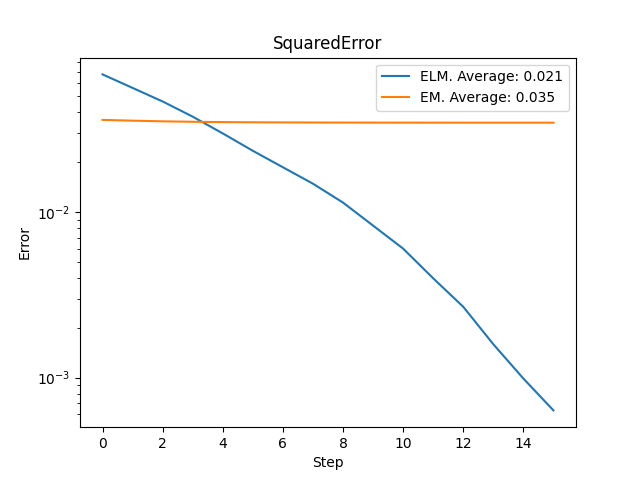 SquaredError
ELM. Average: 0.021
EM. Average: 0.035
Error
10⁻²
10⁻³
0 2 4 6 8 10 12 14
Step